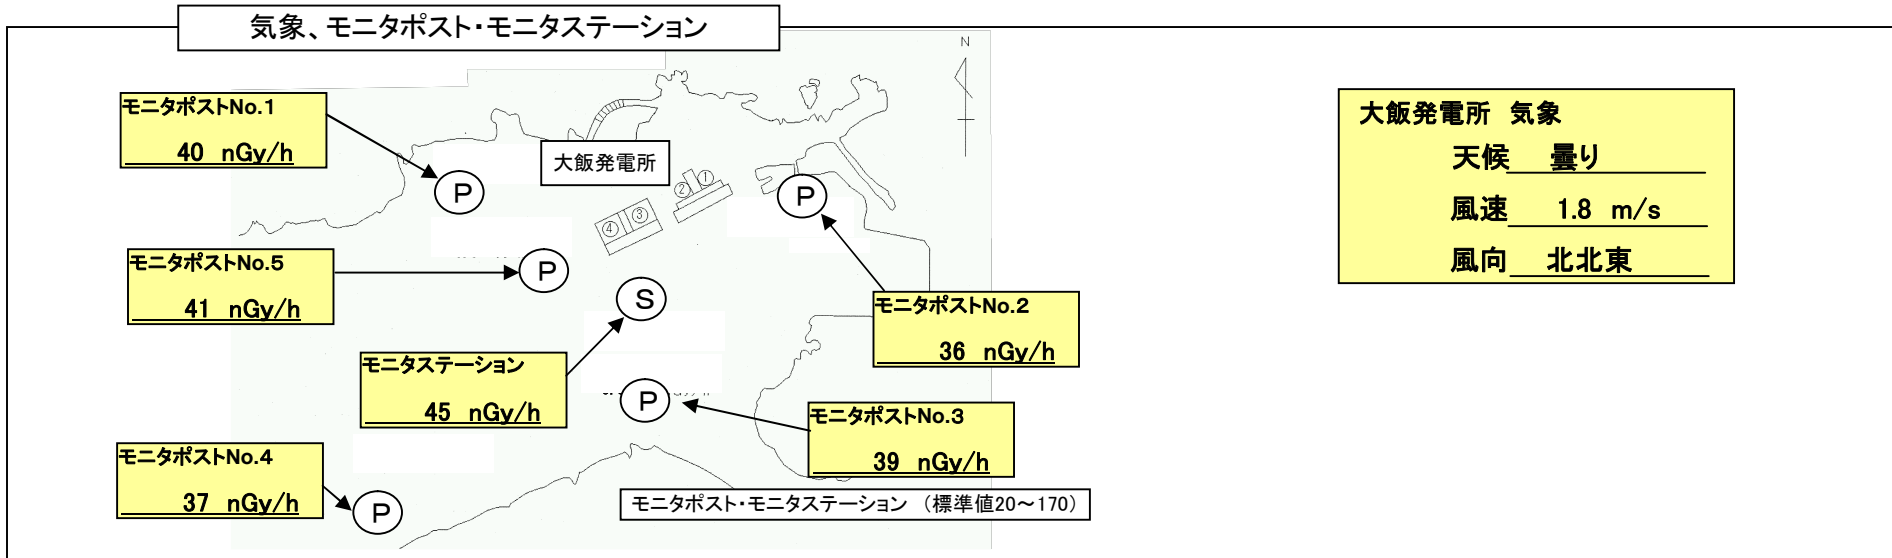 気象、モニタポスト・モニタステーション
N
モニタポストNo.1
40 nGy/h
大飯発電所
P
①
②
③
④
P
モニタポストNo.5
41 nGy/h
P
S
モニタポストNo.2
36 nGy/h
モニタステーション
45 nGy/h
P
モニタポストNo.3
39 nGy/h
モニタポストNo.4
37 nGy/h
P
モニタポスト・モニタステーション (標準値20~170)
大飯発電所 気象
天候 曇り
風速 1.8 m/s
風向 北北東